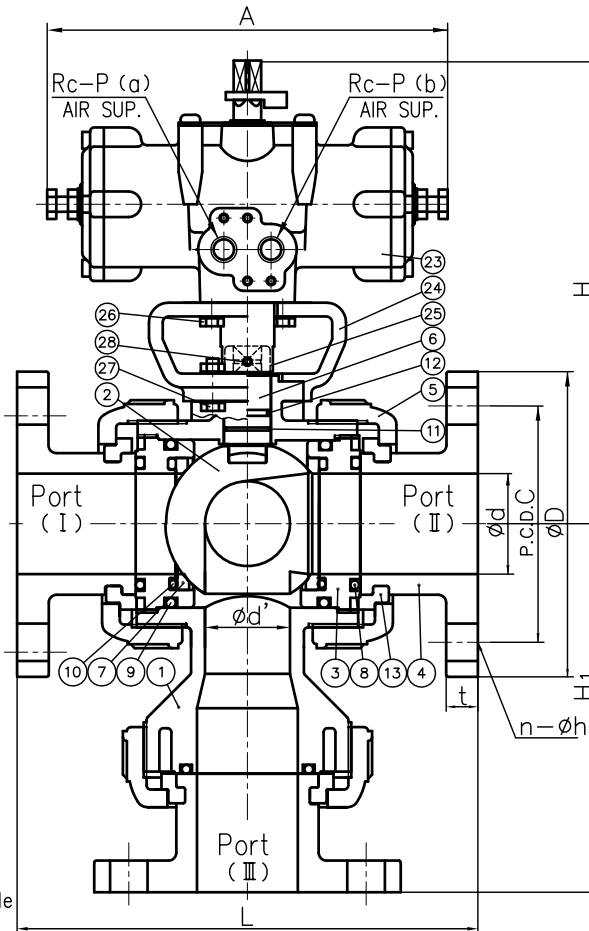 A
Rc-P (a)
AIR SUP.
Rc-P (b)
AIR SUP.
H
23
24
25
6
12
5
11
26
28
27
2
Port
(Ⅰ)
Port
(Ⅱ)
Ød
P.C.D.C
ØD
Ød'
10
7
9
1
3
8
13
4
t
H1
n-Øh
Port
(Ⅲ)
L